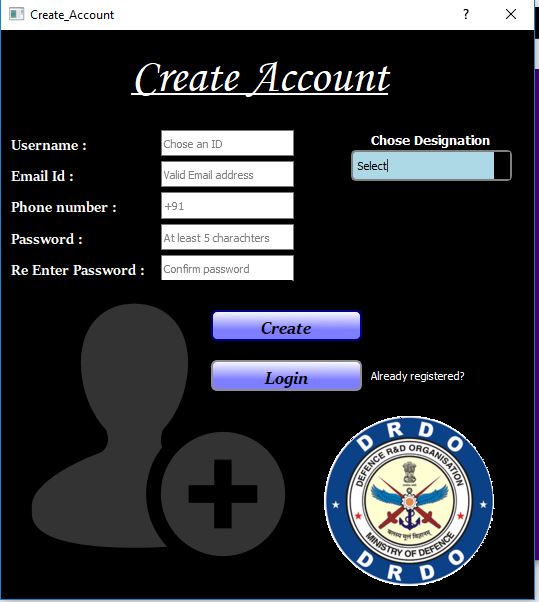 Create_Account
?
Create Account
Username :
Chose an ID
Chose Designation
Select
Email Id :
Valid Email address
Phone number :
+91
Password :
At least 5 charachters
Re Enter Password :
Confirm password
Create
Login
Already registered?
DRDO
DEFENCE R&D ORGANISATION
MINISTRY OF DEFENCE
DRDO